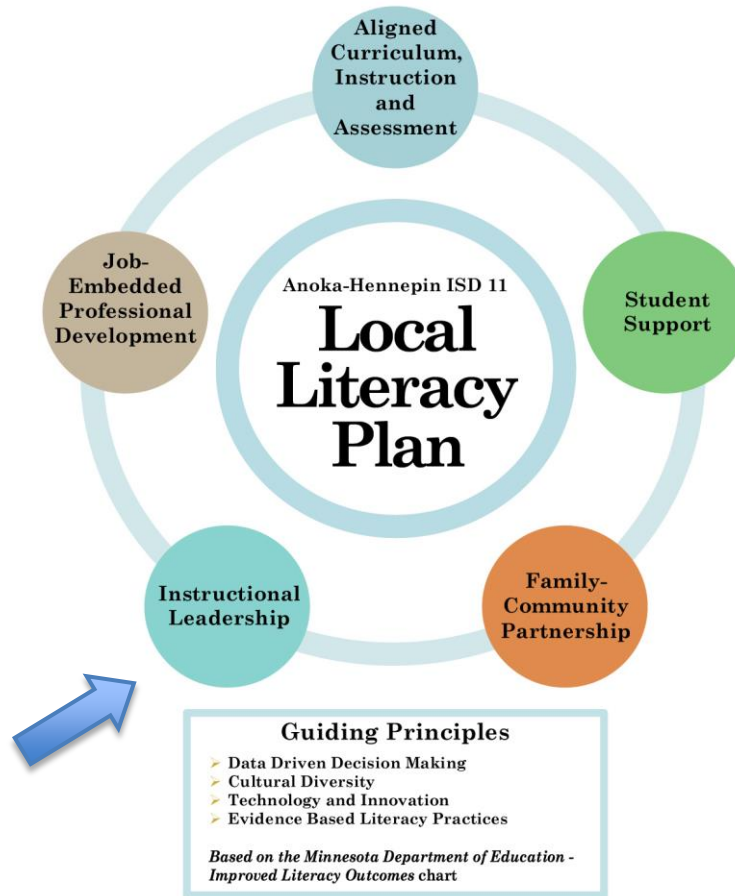 Aligned
Curriculum,
Instruction
and
Assessment
Job-
Embedded
Professional
Development
Anoka-Hennepin ISD 11
Local
Literacy
Plan
Student
Support
Instructional
Leadership
Family-
Community
Partnership
Guiding Principles
➢ Data Driven Decision Making
➢ Cultural Diversity
➢ Technology and Innovation
➢ Evidence Based Literacy Practices
Based on the Minnesota Department of Education -
Improved Literacy Outcomes chart